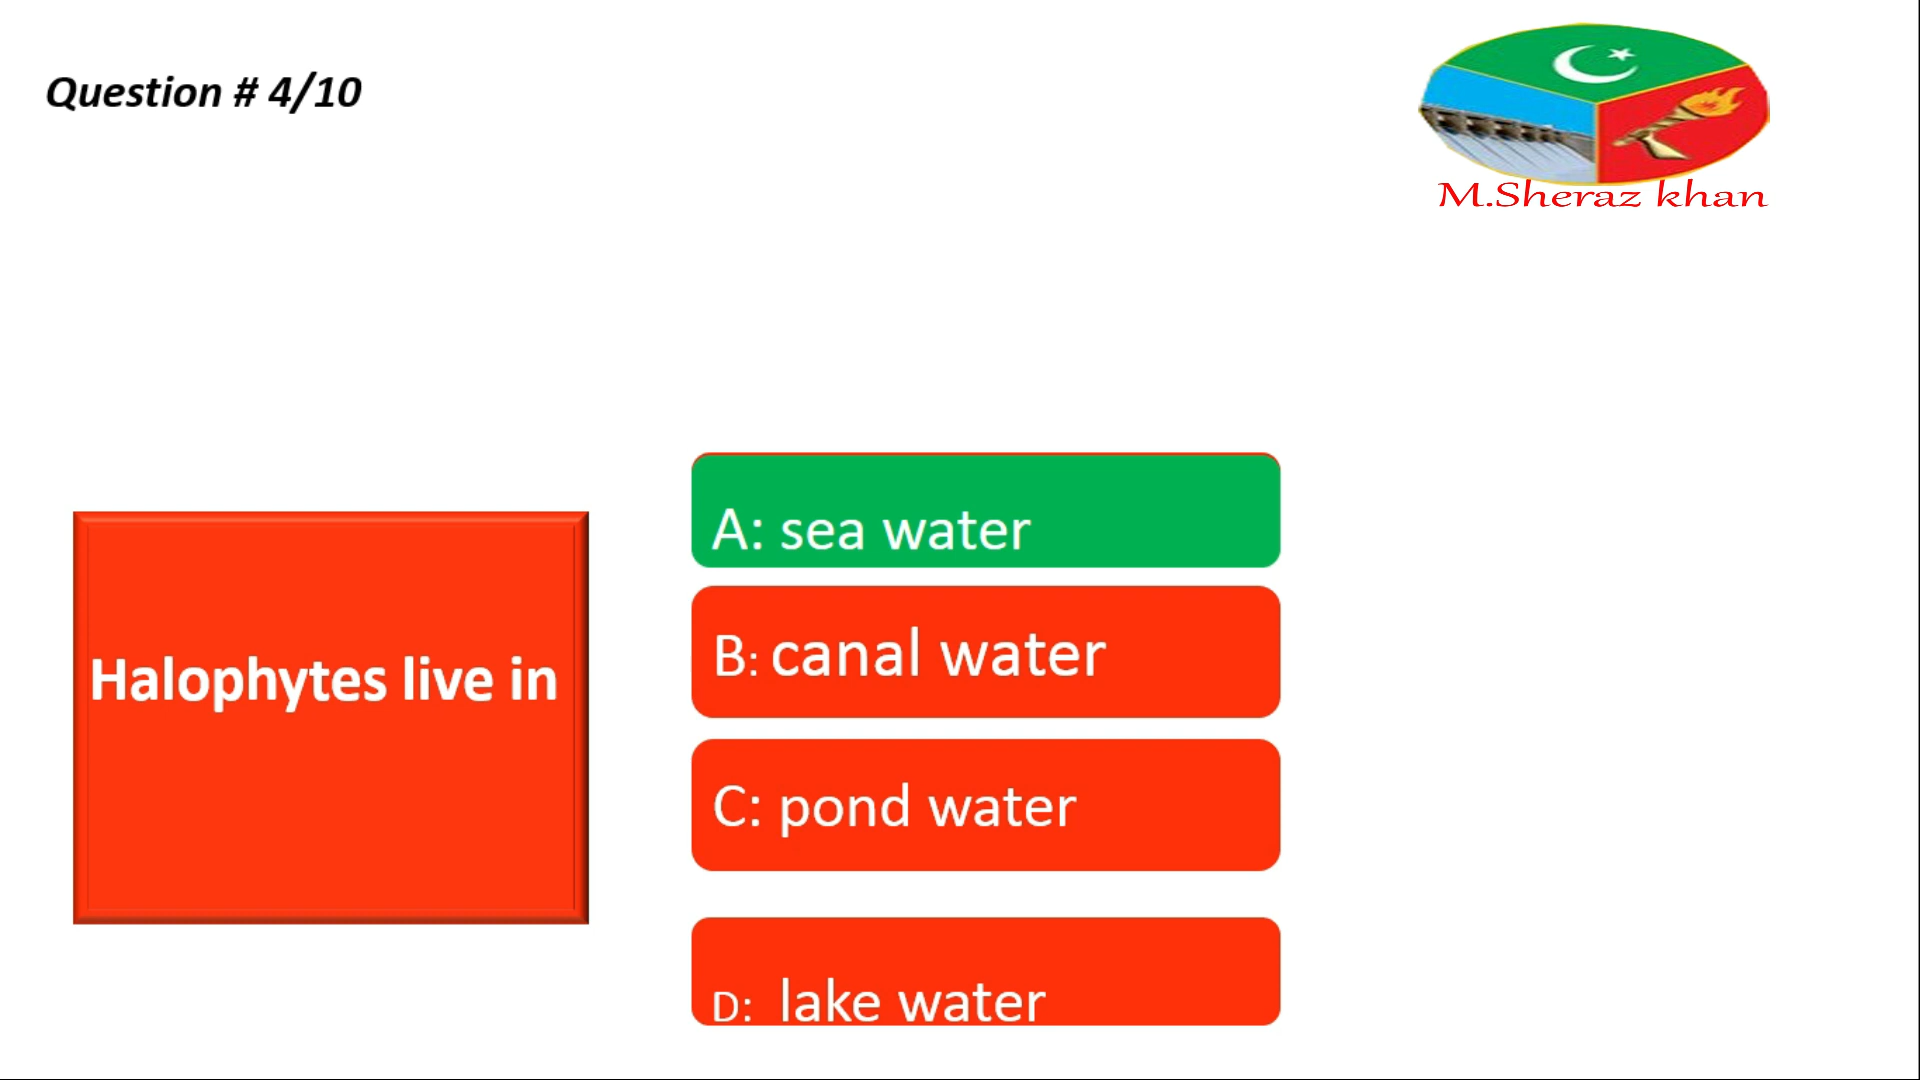 Question # 4/10
M.Sheraz khan
Halophytes live in
A: sea water
B: canal water
C: pond water
D: lake water